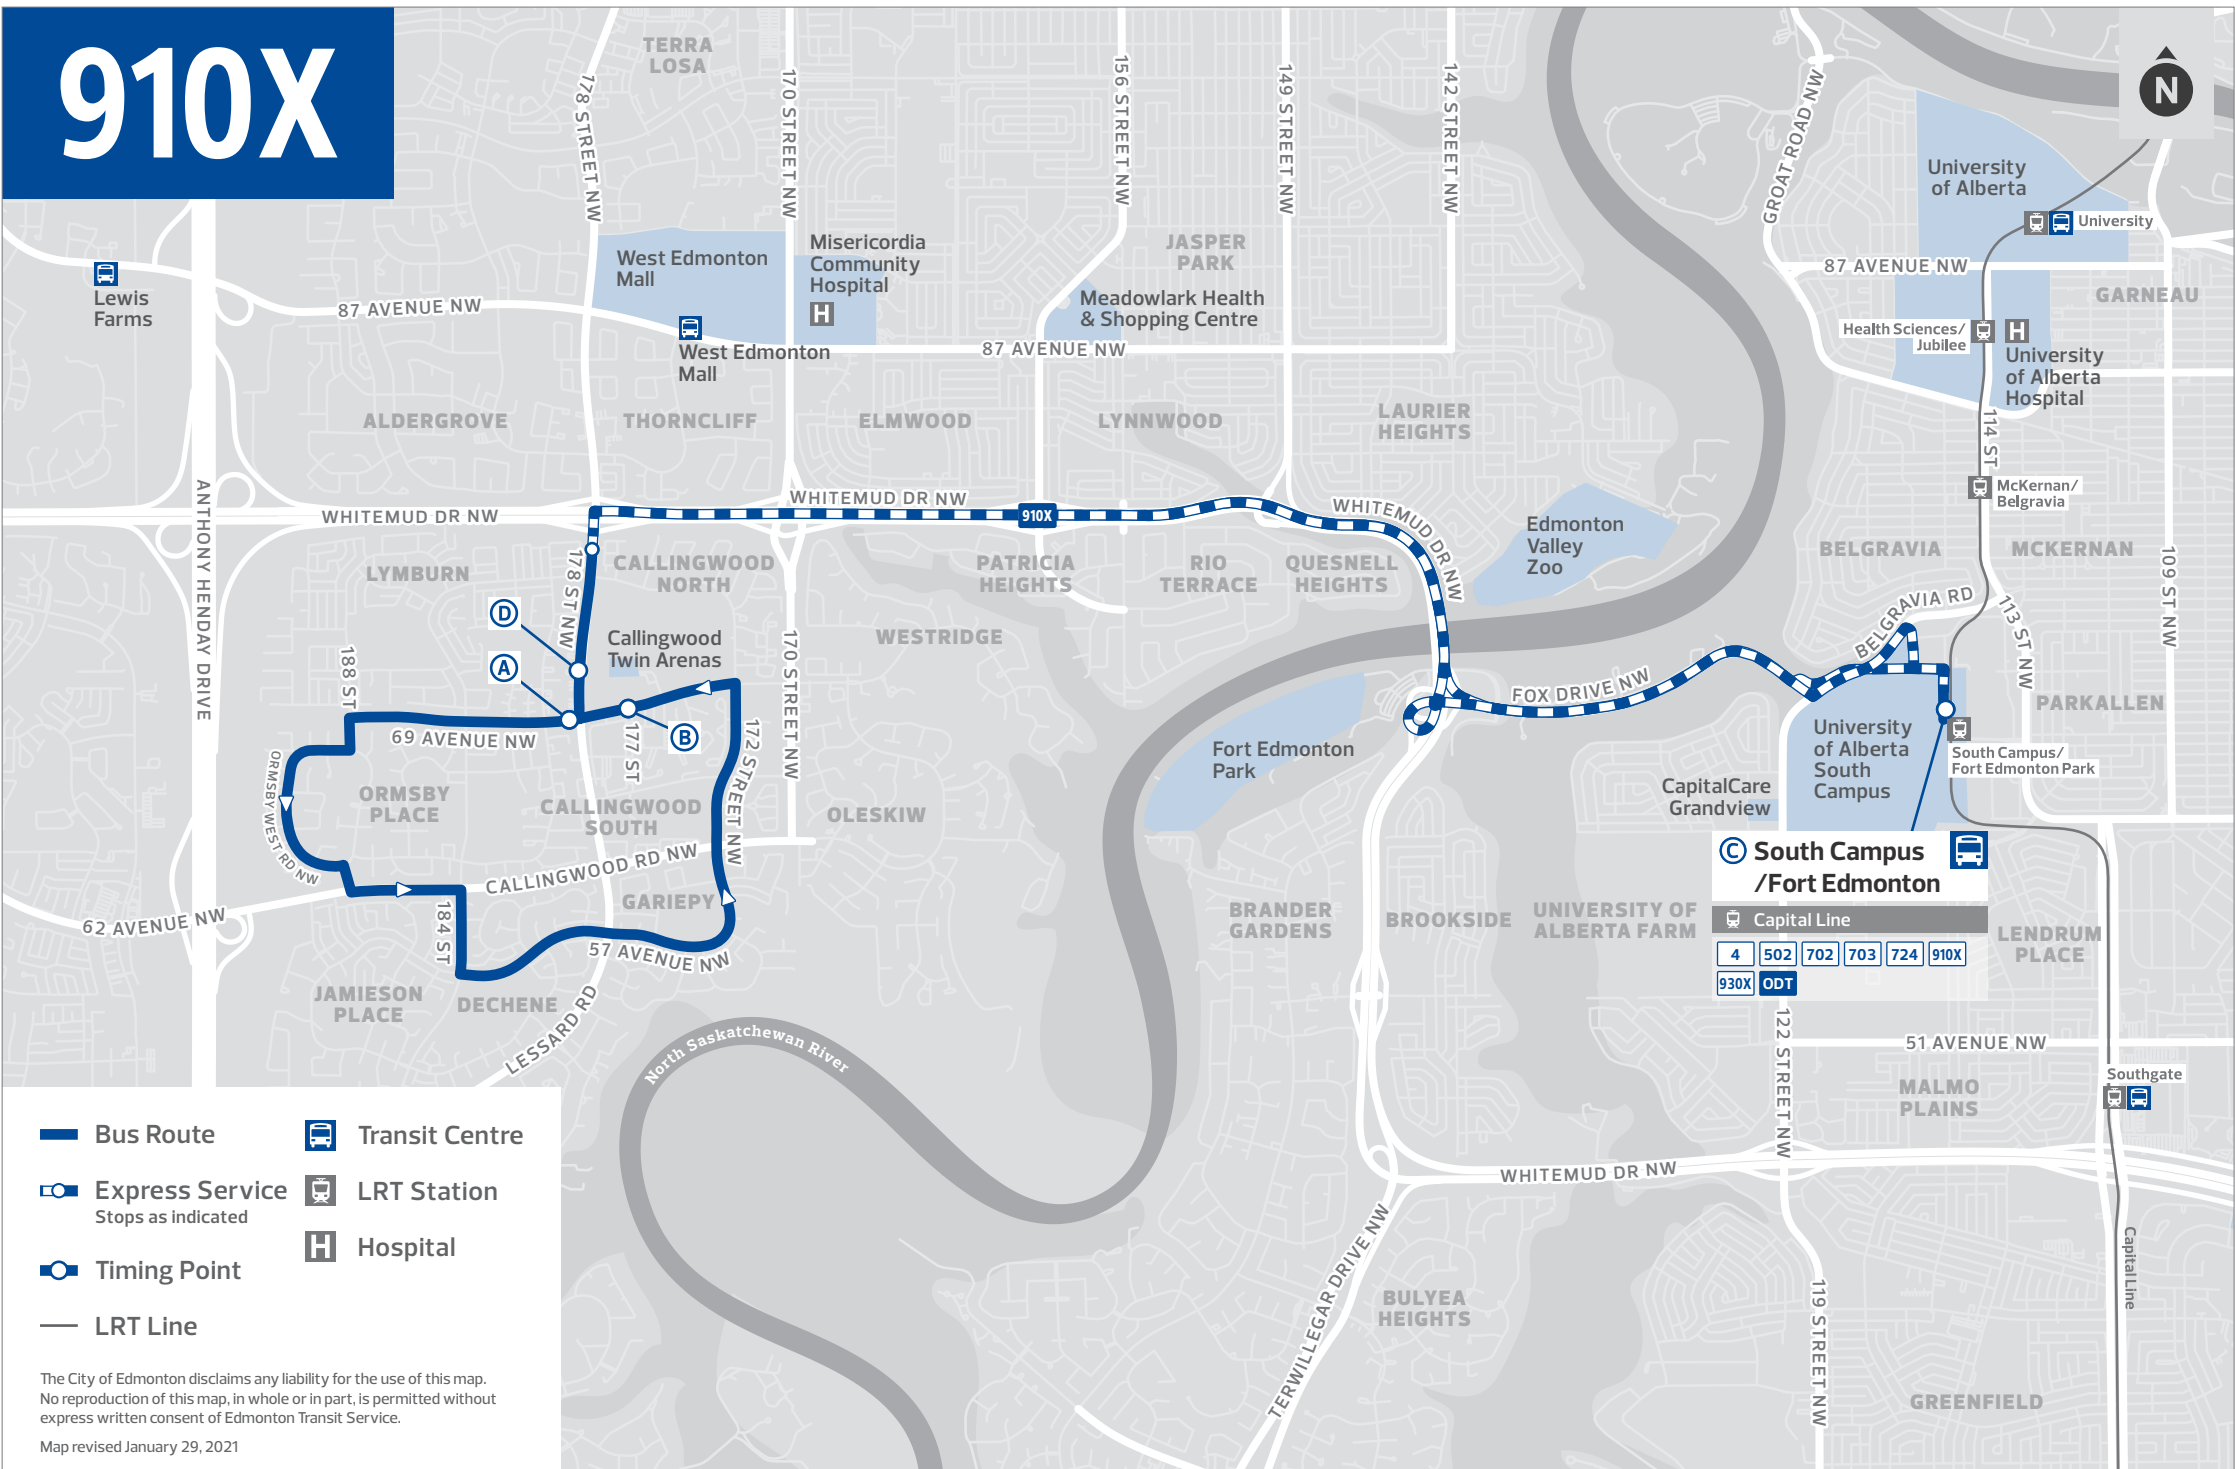 910X
N
TERRA
LOSA
178 STREET NW
170 STREET NW
156 STREET NW
149 STREET NW
142 STREET NW
GROAT ROAD NW
University
of Alberta
University
87 AVENUE NW
GARNEAU
Health Sciences/
Jubilee
H
University
of Alberta
Hospital
114 ST
McKernan/
Belgravia
Lewis
Farms
87 AVENUE NW
West Edmonton
Mall
West Edmonton
Mall
Misericordia
Community
Hospital
H
JASPER
PARK
Meadowlark Health
& Shopping Centre
87 AVENUE NW
ALDERGROVE
THORNCLIFF
ELMWOOD
LYNNWOOD
LAURIER
HEIGHTS
ANTHONY HENDAY DRIVE
WHITEMUD DR NW
WHITEMUD DR NW
910X
WHITEMUD DR NW
Edmonton
Valley
Zoo
BELGRAVIA
MCKERNAN
109 ST NW
LYMBURN
178 ST NW
CALLINGWOOD
NORTH
PATRICIA
HEIGHTS
RIO
TERRACE
QUESNELL
HEIGHTS
BELGRAVIA RD
113 ST NW
D
A
Callingwood
Twin Arenas
170 STREET NW
WESTRIDGE
188 ST
69 AVENUE NW
177 ST
B
172 STREET NW
FOX DRIVE NW
PARKALLEN
Fort Edmonton
Park
University
of Alberta
South
Campus
South Campus/
Fort Edmonton Park
CapitalCare
Grandview
ORMSBY WEST RD NW
ORMSBY
PLACE
CALLINGWOOD
SOUTH
OLESKIW
CALLINGWOOD RD NW
C South Campus
/Fort Edmonton
Capital Line
4 502 702 703 724 910X
930X ODT
62 AVENUE NW
184 ST
GARIEPY
57 AVENUE NW
BRANDER
GARDENS
BROOKSIDE
UNIVERSITY OF
ALBERTA FARM
LENDRUM
PLACE
JAMIESON
PLACE
DECHENE
LESSARD RD
North Saskatchewan River
122 STREET NW
51 AVENUE NW
Southgate
MALMO
PLAINS
WHITEMUD DR NW
TERWILLEGAR DRIVE NW
BULYEA
HEIGHTS
119 STREET NW
Capital Line
GREENFIELD
Bus Route
Transit Centre
Express Service
Stops as indicated
LRT Station
H
Hospital
Timing Point
LRT Line
The City of Edmonton disclaims any liability for the use of this map.
No reproduction of this map, in whole or in part, is permitted without
express written consent of Edmonton Transit Service.
Map revised January 29, 2021